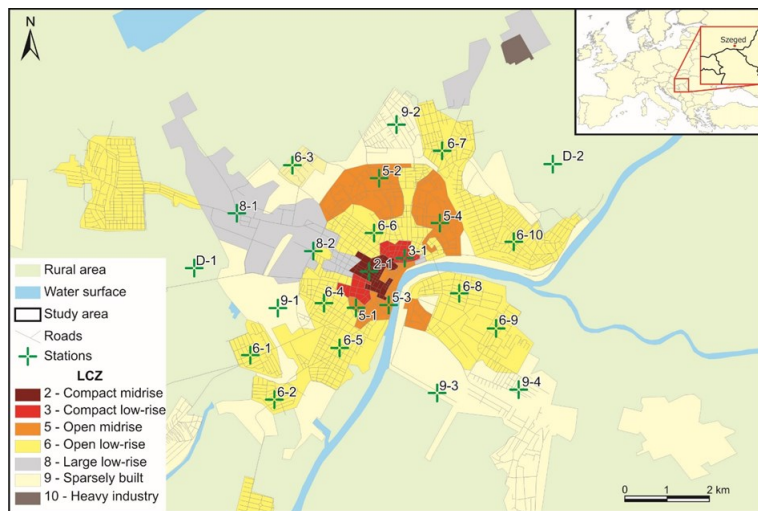 N
Szeged
9-2
6-7
D-2
6-3
5-2
8-1
5-4
6-6
6-10
8-2
3-1
D-1
2-1
6-8
9-1
6-4
5-3
5-1
6-9
6-5
6-1
9-3
9-4
6-2
Rural area
Water surface
Study area
Roads
Stations
LCZ
2 - Compact midrise
3 - Compact low-rise
5 - Open midrise
6 - Open low-rise
8 - Large low-rise
9 - Sparsely built
10 - Heavy industry
0 1 2 km